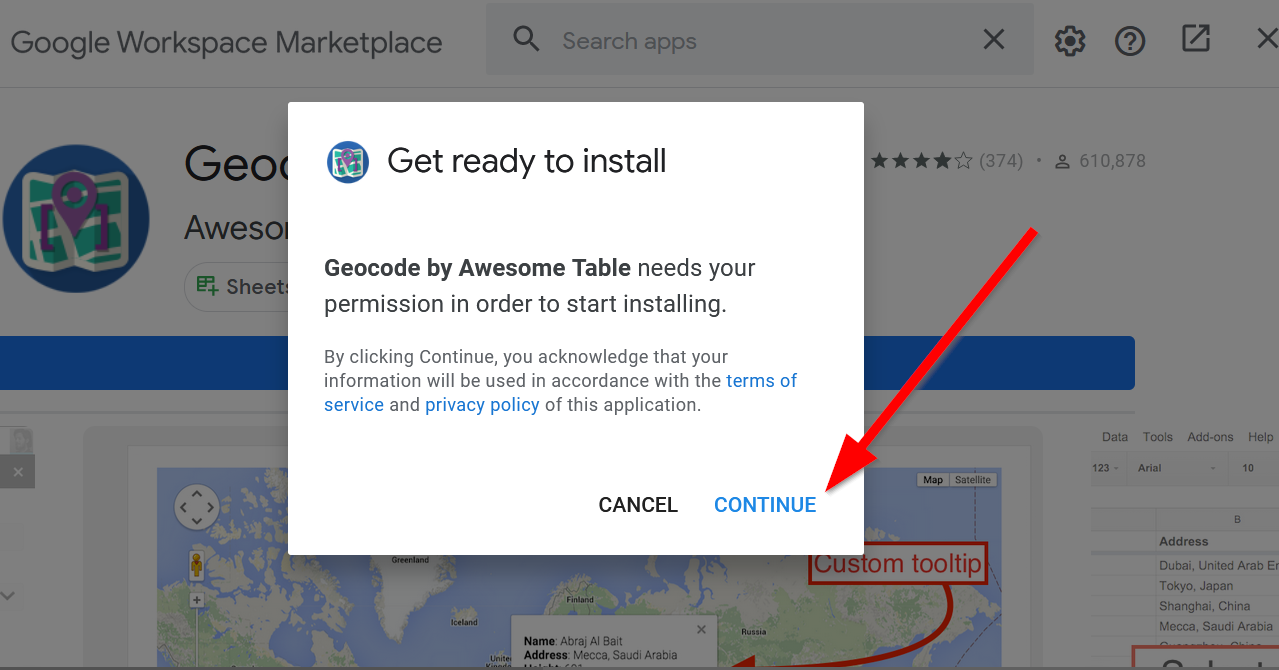 Google Workspace Marketplace
Search apps
Get ready to install
(374)
610,878
Geoc
Awesor
Sheets
Geocode by Awesome Table needs your
permission in order to start installing.
By clicking Continue, you acknowledge that your
information will be used in accordance with the terms of
service and privacy policy of this application.
CANCEL CONTINUE
Data Tools Add-ons Help
123 Arial 10
Map Satellite
B
Address
Dubai, United Arab Em
Tokyo, Japan
Shanghai, China
Mecca, Saudi Arabia
Greenland
Custom tooltip
Finland
Iceland
Russia
Name: Abraj Al Bait
Address: Mecca, Saudi Arabia
United